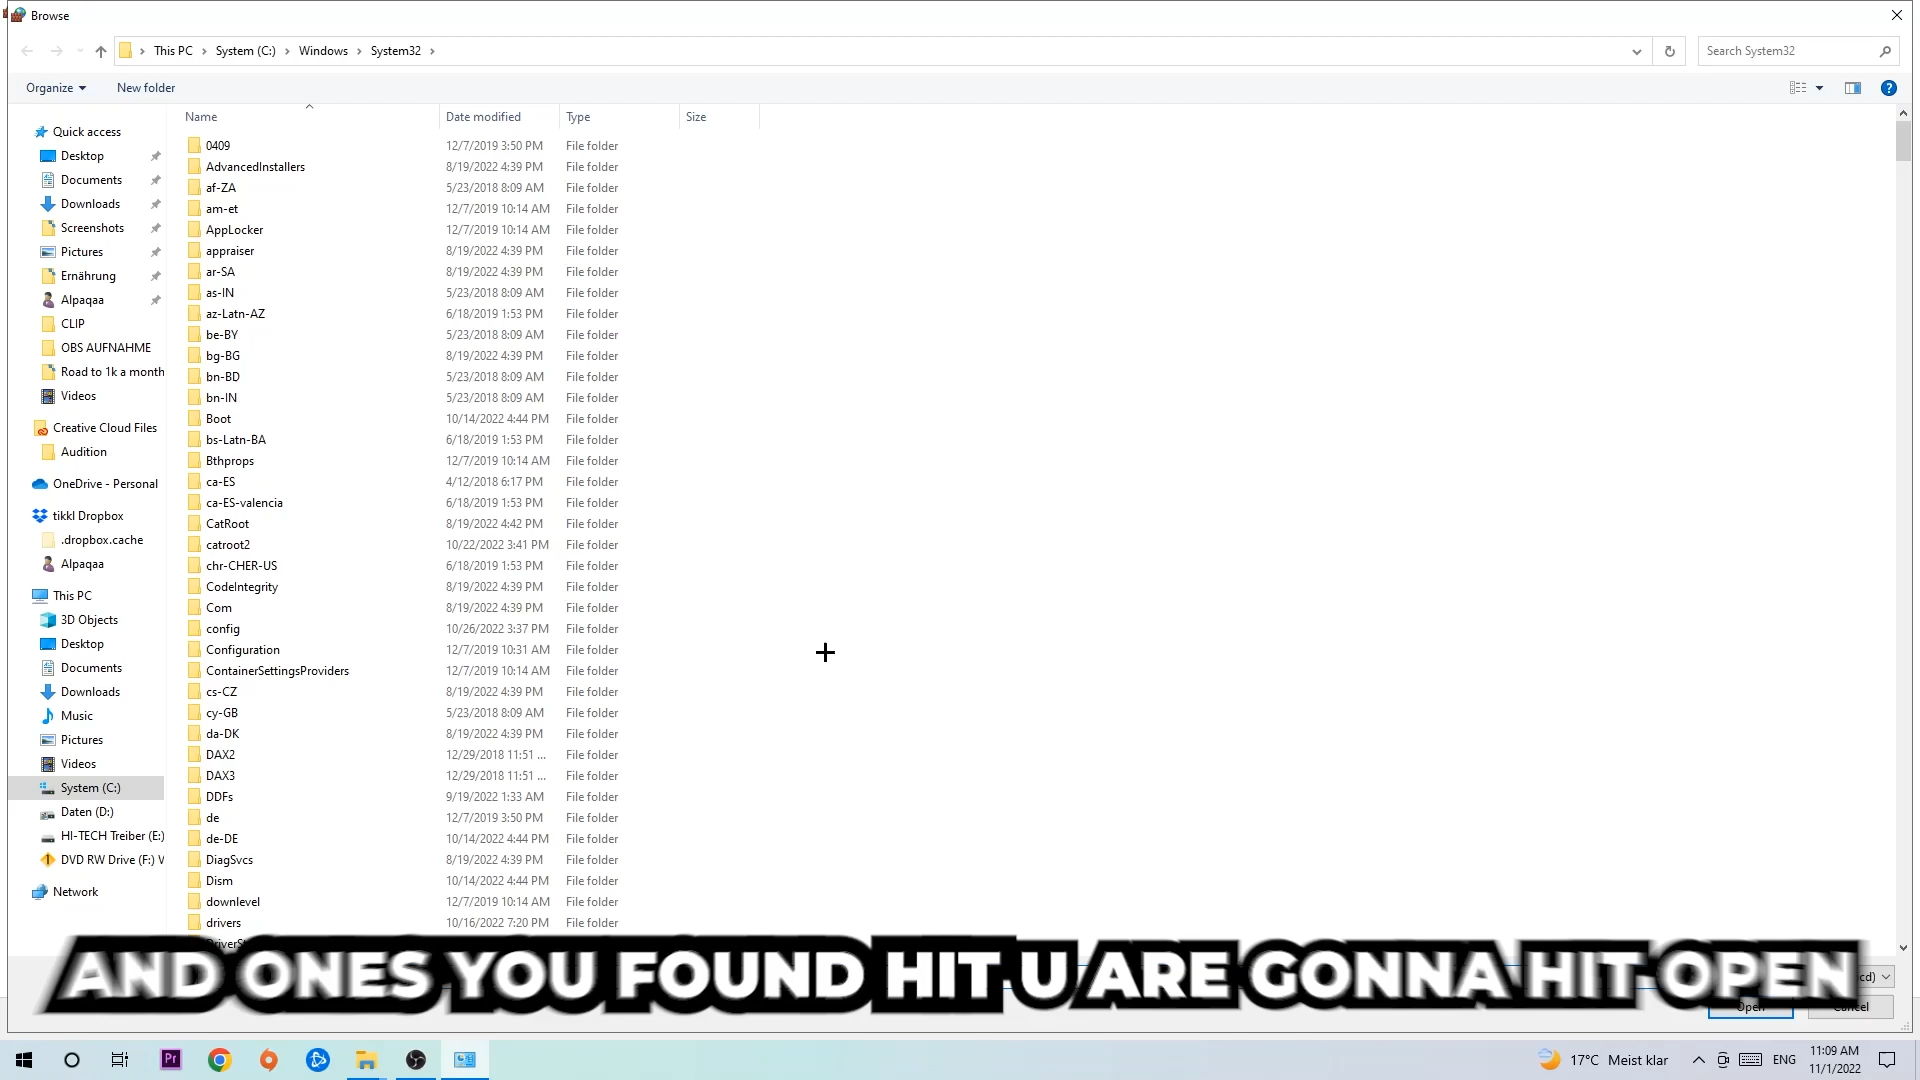 Browse
This PC > System (C:) > Windows > System32 >
Search System32
Organize
New folder
Name Date modified Type Size
Quick access
Desktop
Documents
Downloads
Screenshots
Pictures
Ernährung
Alpaqaa
CLIP
OBS AUFNAHME
Road to 1k a month
Videos
Creative Cloud Files
Audition
OneDrive - Personal
tikkl Dropbox
.dropbox.cache
Alpaqaa
This PC
3D Objects
Desktop
Documents
Downloads
Music
Pictures
Videos
System (C:)
Daten (D:)
HI-TECH Treiber (E:)
DVD RW Drive (F:) V
Network
0409 12/7/2019 3:50 PM File folder
AdvancedInstallers 8/19/2022 4:39 PM File folder
af-ZA 5/23/2018 8:09 AM File folder
am-et 12/7/2019 10:14 AM File folder
AppLocker 12/7/2019 10:14 AM File folder
appraiser 8/19/2022 4:39 PM File folder
ar-SA 8/19/2022 4:39 PM File folder
as-IN 5/23/2018 8:09 AM File folder
az-Latn-AZ 6/18/2019 1:53 PM File folder
be-BY 5/23/2018 8:09 AM File folder
bg-BG 8/19/2022 4:39 PM File folder
bn-BD 5/23/2018 8:09 AM File folder
bn-IN 5/23/2018 8:09 AM File folder
Boot 10/14/2022 4:44 PM File folder
bs-Latn-BA 6/18/2019 1:53 PM File folder
Bthprops 12/7/2019 10:14 AM File folder
ca-ES 4/12/2018 6:17 PM File folder
ca-ES-valencia 6/18/2019 1:53 PM File folder
CatRoot 8/19/2022 4:42 PM File folder
catroot2 10/22/2022 3:41 PM File folder
chr-CHER-US 6/18/2019 1:53 PM File folder
CodeIntegrity 8/19/2022 4:39 PM File folder
Com 8/19/2022 4:39 PM File folder
config 10/26/2022 3:37 PM File folder
Configuration 12/7/2019 10:31 AM File folder
ContainerSettingsProviders 12/7/2019 10:14 AM File folder
cs-CZ 8/19/2022 4:39 PM File folder
cy-GB 5/23/2018 8:09 AM File folder
da-DK 8/19/2022 4:39 PM File folder
DAX2 12/29/2018 11:51 ... File folder
DAX3 12/29/2018 11:51 ... File folder
DDFs 9/19/2022 1:33 AM File folder
de 12/7/2019 3:50 PM File folder
de-DE 10/14/2022 4:44 PM File folder
DiagSvcs 8/19/2022 4:39 PM File folder
Dism 10/14/2022 4:44 PM File folder
downlevel 12/7/2019 10:14 AM File folder
drivers 10/16/2022 7:20 PM File folder
AND ONES YOU FOUND HIT U ARE GONNA HIT OPEN
cd)
Open
Cancel
Pr
17°C Meist klar
ENG
11:09 AM
11/1/2022